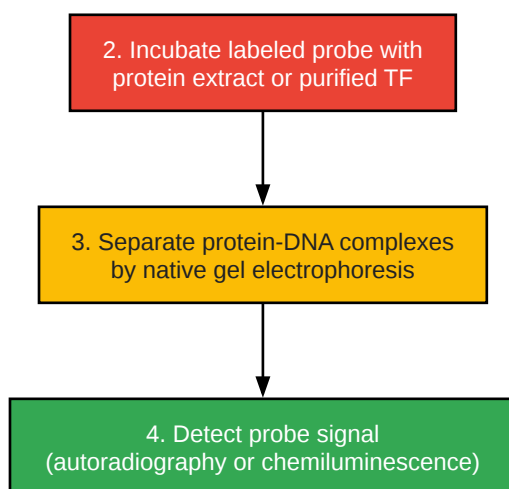 2. Incubate labeled probe with
protein extract or purified TF
3. Separate protein-DNA complexes
by native gel electrophoresis
4. Detect probe signal
(autoradiography or chemiluminescence)